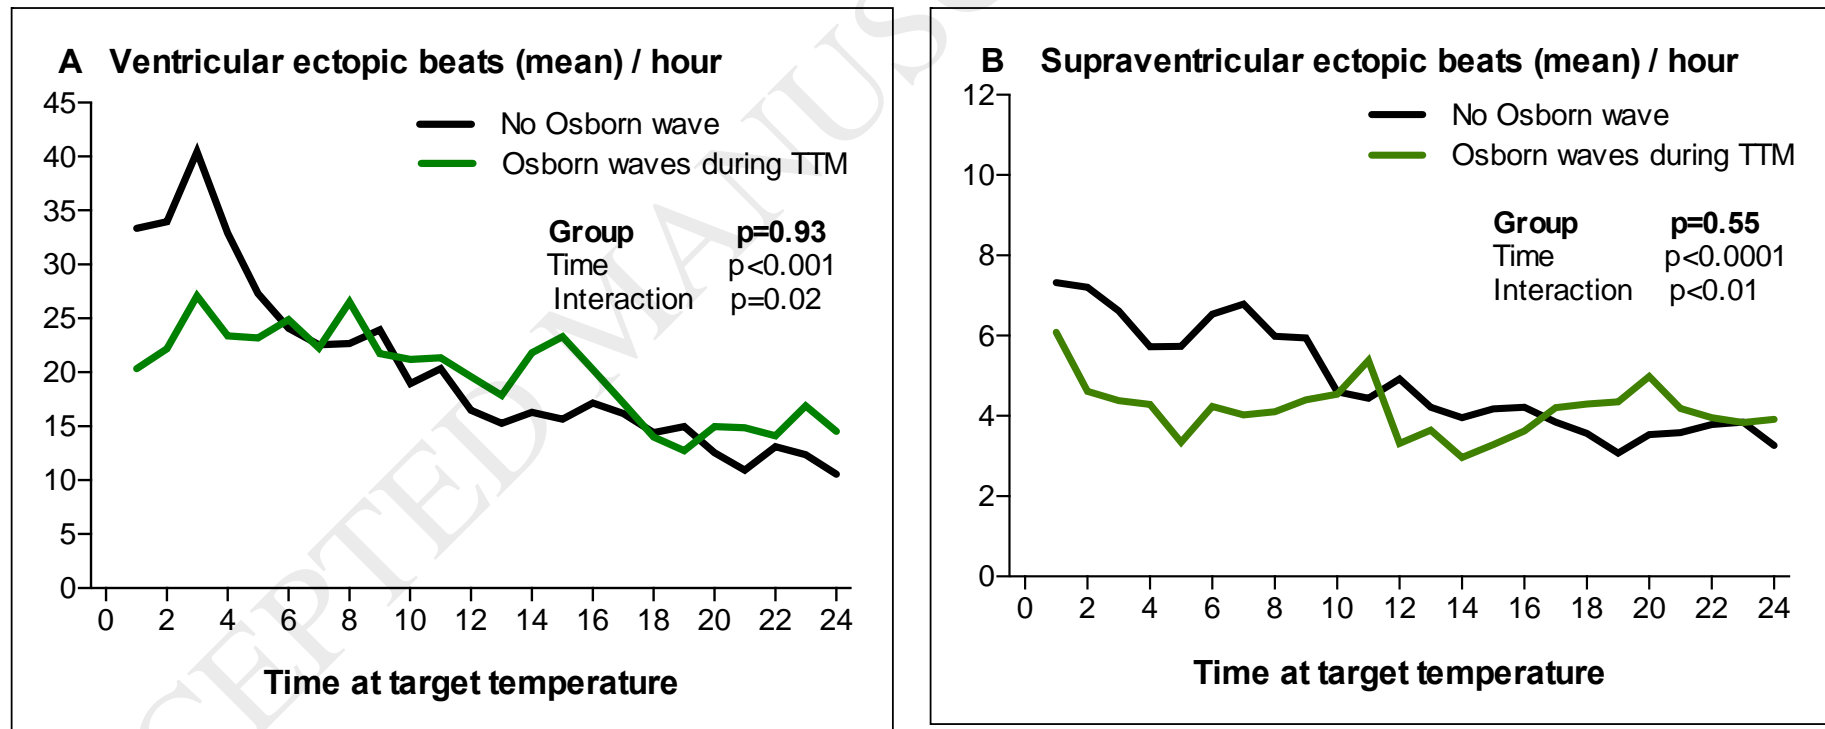 A Ventricular ectopic beats (mean) / hour
45
40
35
30
25
20
15
10
5
0
No Osborn wave
Osborn waves during TTM
Group p=0.93
Time p<0.001
Interaction p=0.02
0 2 4 6 8 10 12 14 16 18 20 22 24
Time at target temperature
B Supraventricular ectopic beats (mean) / hour
12
10
8
6
4
2
0
No Osborn wave
Osborn waves during TTM
Group p=0.55
Time p<0.0001
Interaction p<0.01
0 2 4 6 8 10 12 14 16 18 20 22 24
Time at target temperature
CEPTED MANUS